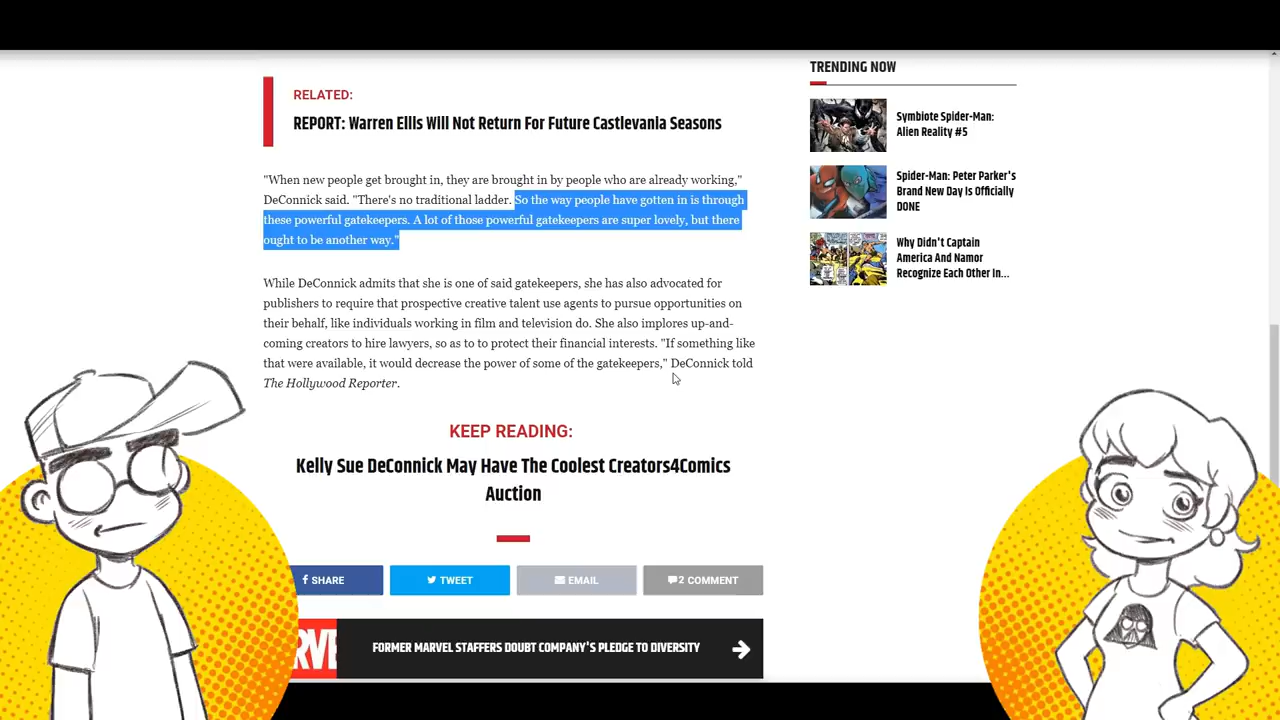 RELATED:
REPORT: Warren Ellis Will Not Return For Future Castlevania Seasons
"When new people get brought in, they are brought in by people who are already working,"
DeConnick said. "There's no traditional ladder. So the way people have gotten in is through
these powerful gatekeepers. A lot of those powerful gatekeepers are super lovely, but there
ought to be another way."
While DeConnick admits that she is one of said gatekeepers, she has also advocated for
publishers to require that prospective creative talent use agents to pursue opportunities on
their behalf, like individuals working in film and television do. She also implores up-and-
coming creators to hire lawyers, so as to to protect their financial interests. "If something like
that were available, it would decrease the power of some of the gatekeepers," DeConnick told
The Hollywood Reporter.
KEEP READING:
Kelly Sue DeConnick May Have The Coolest Creators4Comics
Auction
SHARE
TWEET
EMAIL
2 COMMENT
FORMER MARVEL STAFFERS DOUBT COMPANY'S PLEDGE TO DIVERSITY
TRENDING NOW
Symbiote Spider-Man:
Alien Reality #5
Spider-Man: Peter Parker's
Brand New Day Is Officially
DONE
Why Didn't Captain
America And Namor
Recognize Each Other In...